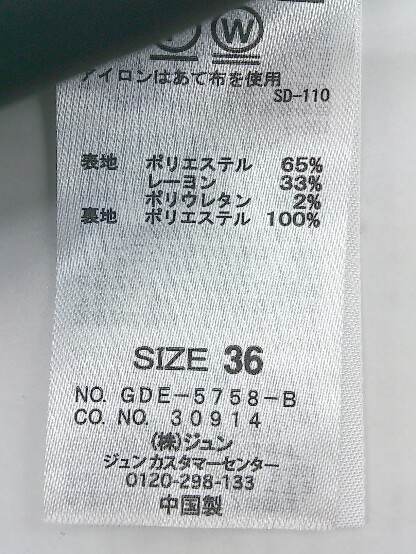 W
アイロンはあて布を使用
SD-110
表地 ポリエステル 65%
レーヨン 33%
ポリウレタン 2%
裏地 ポリエステル 100%
SIZE 36
NO. GDE-5758-B
CO. NO. 30914
(株)ジュン
ジュンカスタマーセンター
0120-298-133
中国製